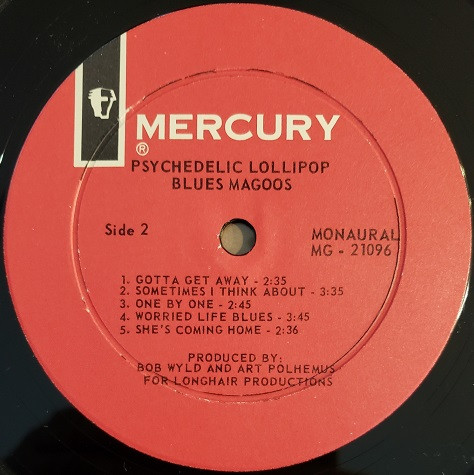 MERCURY
®
PSYCHEDELIC LOLLIPOP
BLUES MAGOOS
Side 2
MONAURAL
MG - 21096
1. GOTTA GET AWAY - 2:35
2. SOMETIMES I THINK ABOUT - 3:35
3. ONE BY ONE - 2:45
4. WORRIED LIFE BLUES - 3:45
5. SHE'S COMING HOME - 2:36
PRODUCED BY:
BOB WYLD AND ART POLHEMUS
FOR LONGHAIR PRODUCTIONS